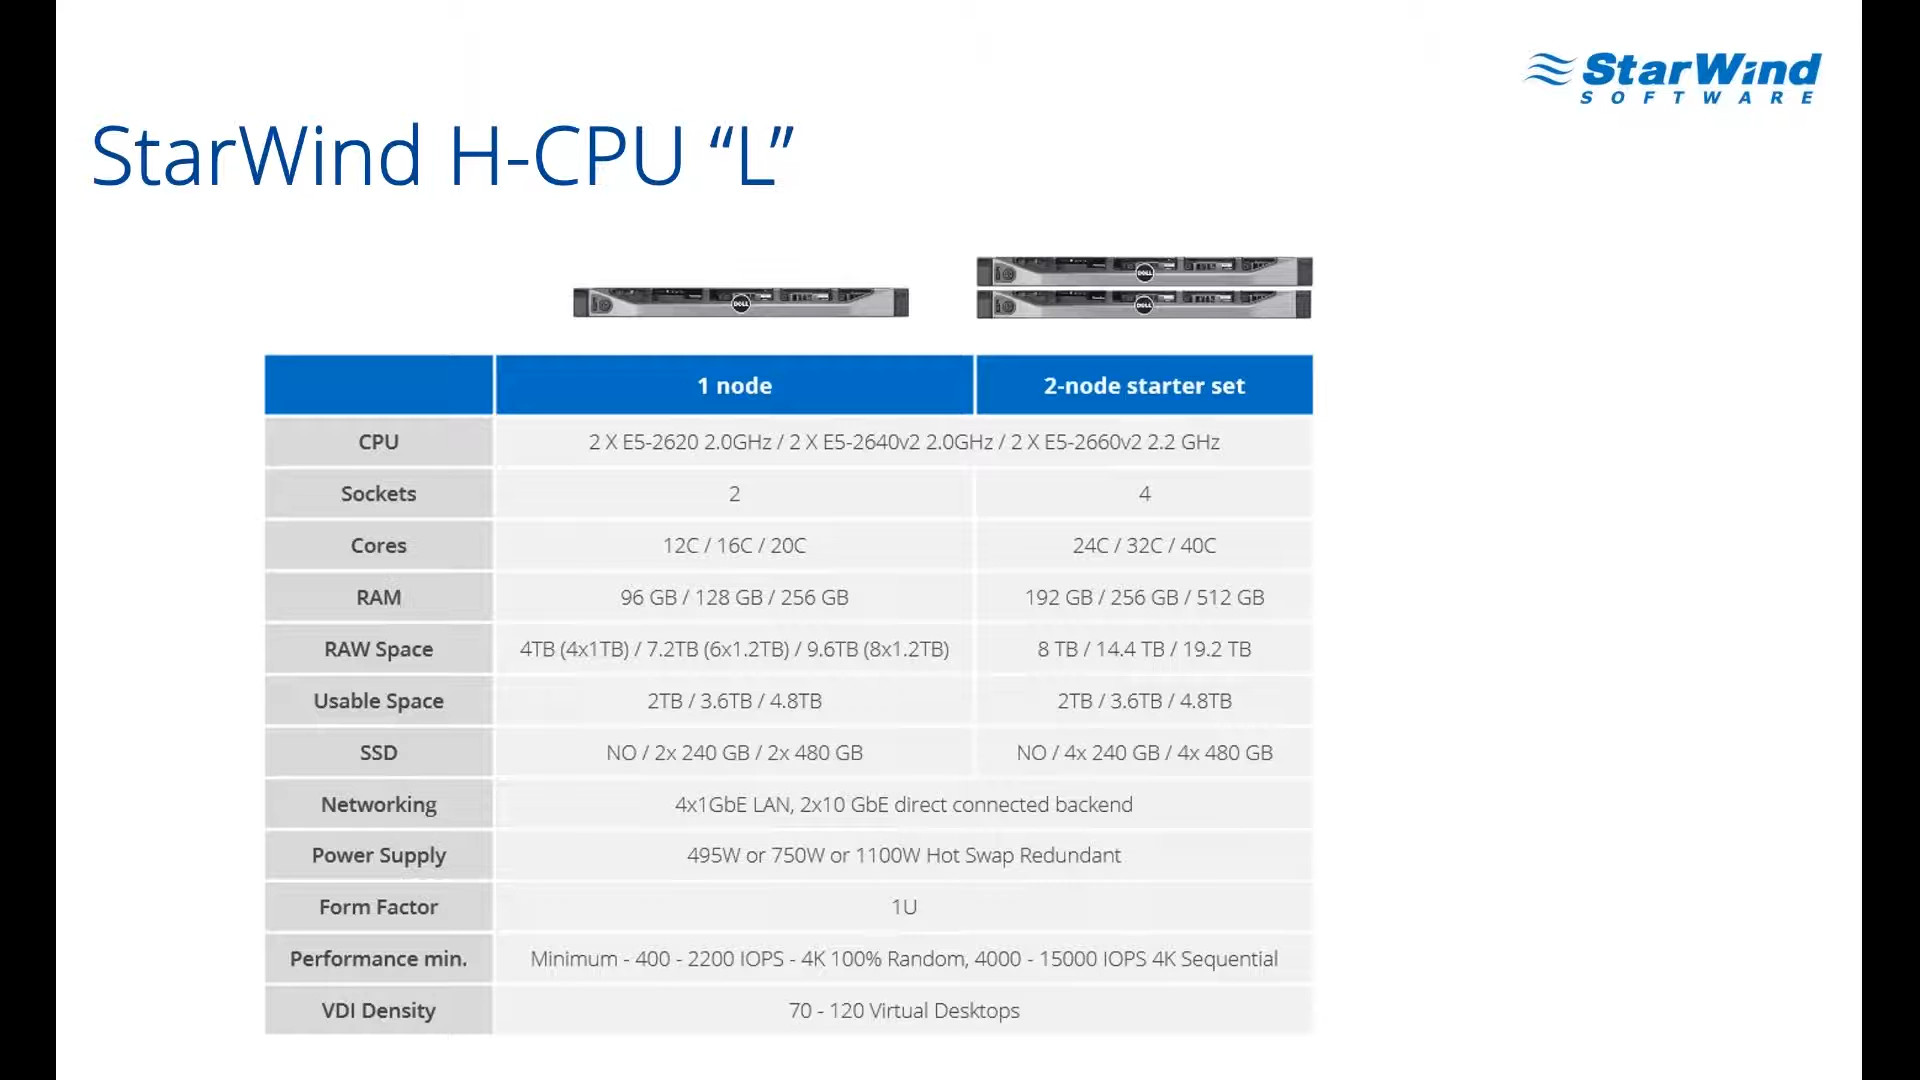 StarWind
SOFTWARE
StarWind H-CPU “L”
DELL
DELL
DELL
1 node
2-node starter set
CPU
2 X E5-2620 2.0GHz / 2 X E5-2640v2 2.0GHz / 2 X E5-2660v2 2.2 GHz
Sockets
2
4
Cores
12C / 16C / 20C
24C / 32C / 40C
RAM
96 GB / 128 GB / 256 GB
192 GB / 256 GB / 512 GB
RAW Space
4TB (4x1TB) / 7.2TB (6x1.2TB) / 9.6TB (8x1.2TB)
8 TB / 14.4 TB / 19.2 TB
Usable Space
2TB / 3.6TB / 4.8TB
2TB / 3.6TB / 4.8TB
SSD
NO / 2x 240 GB / 2x 480 GB
NO / 4x 240 GB / 4x 480 GB
Networking
4x1GbE LAN, 2x10 GbE direct connected backend
Power Supply
495W or 750W or 1100W Hot Swap Redundant
Form Factor
1U
Performance min.
Minimum - 400 - 2200 IOPS - 4K 100% Random, 4000 - 15000 IOPS 4K Sequential
VDI Density
70 - 120 Virtual Desktops